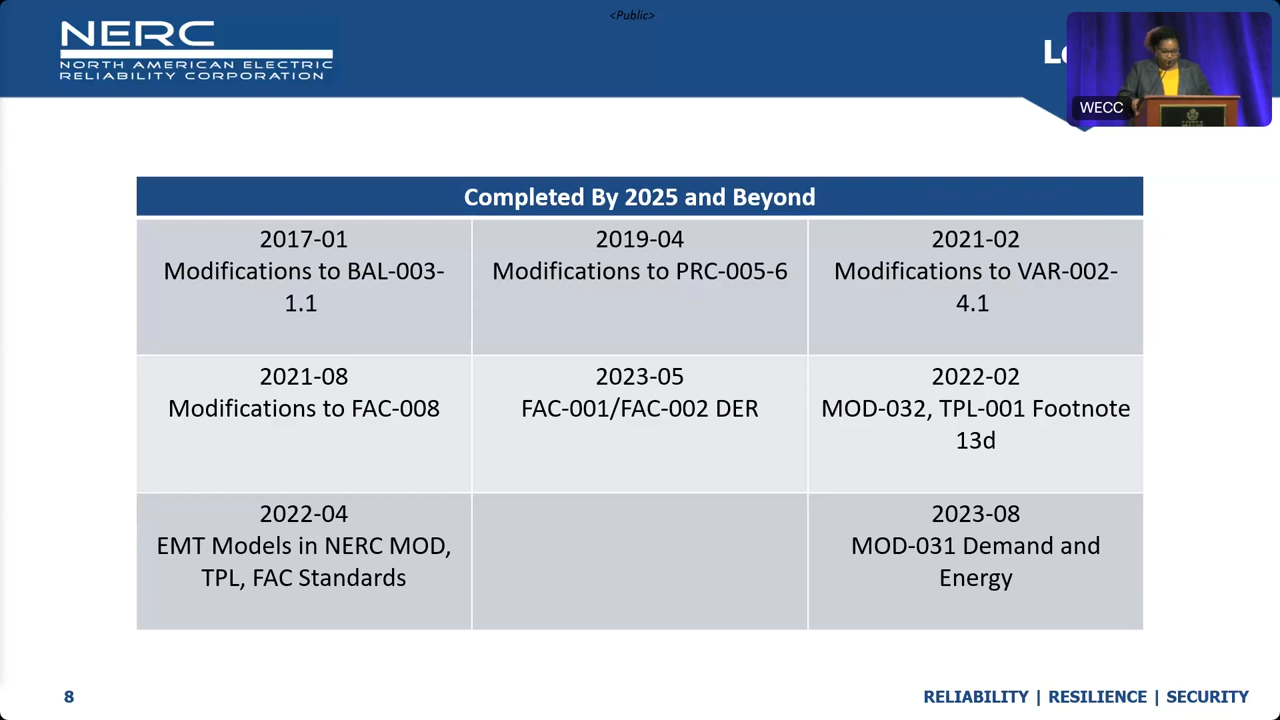 <Public>
NERC
NORTH AMERICAN ELECTRIC
RELIABILITY CORPORATION
WECC
Completed By 2025 and Beyond
2017-01
Modifications to BAL-003-
1.1
2019-04
Modifications to PRC-005-6
2021-02
Modifications to VAR-002-
4.1
2021-08
Modifications to FAC-008
2023-05
FAC-001/FAC-002 DER
2022-02
MOD-032, TPL-001 Footnote
13d
2022-04
EMT Models in NERC MOD,
TPL, FAC Standards
2023-08
MOD-031 Demand and
Energy
8
RELIABILITY | RESILIENCE | SECURITY